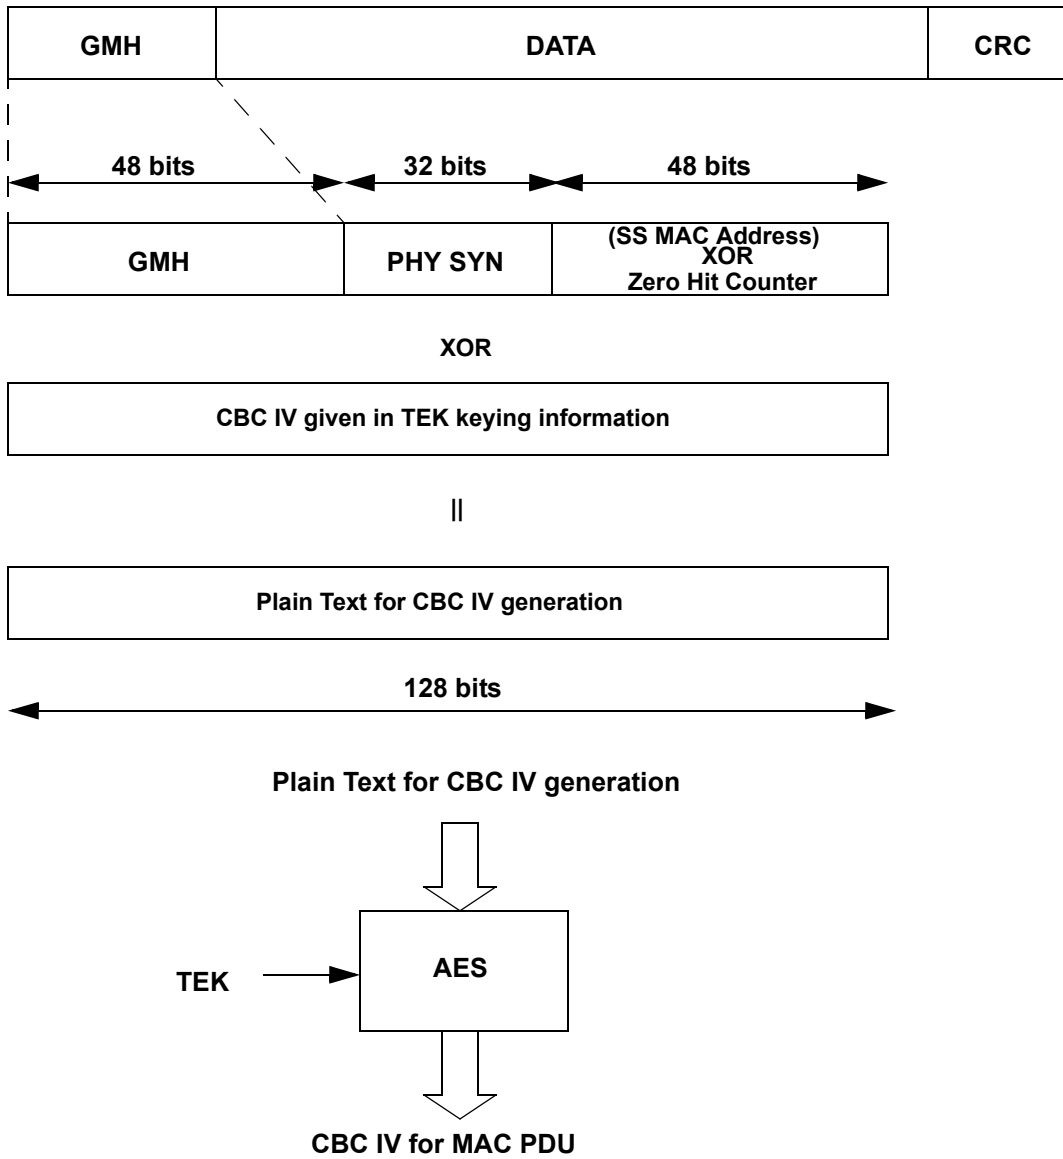 GMH DATA CRC
48 bits 32 bits 48 bits
GMH PHY SYN (SS MAC Address)
XOR
Zero Hit Counter
XOR
CBC IV given in TEK keying information
||
Plain Text for CBC IV generation
128 bits
Plain Text for CBC IV generation
AES
TEK
CBC IV for MAC PDU